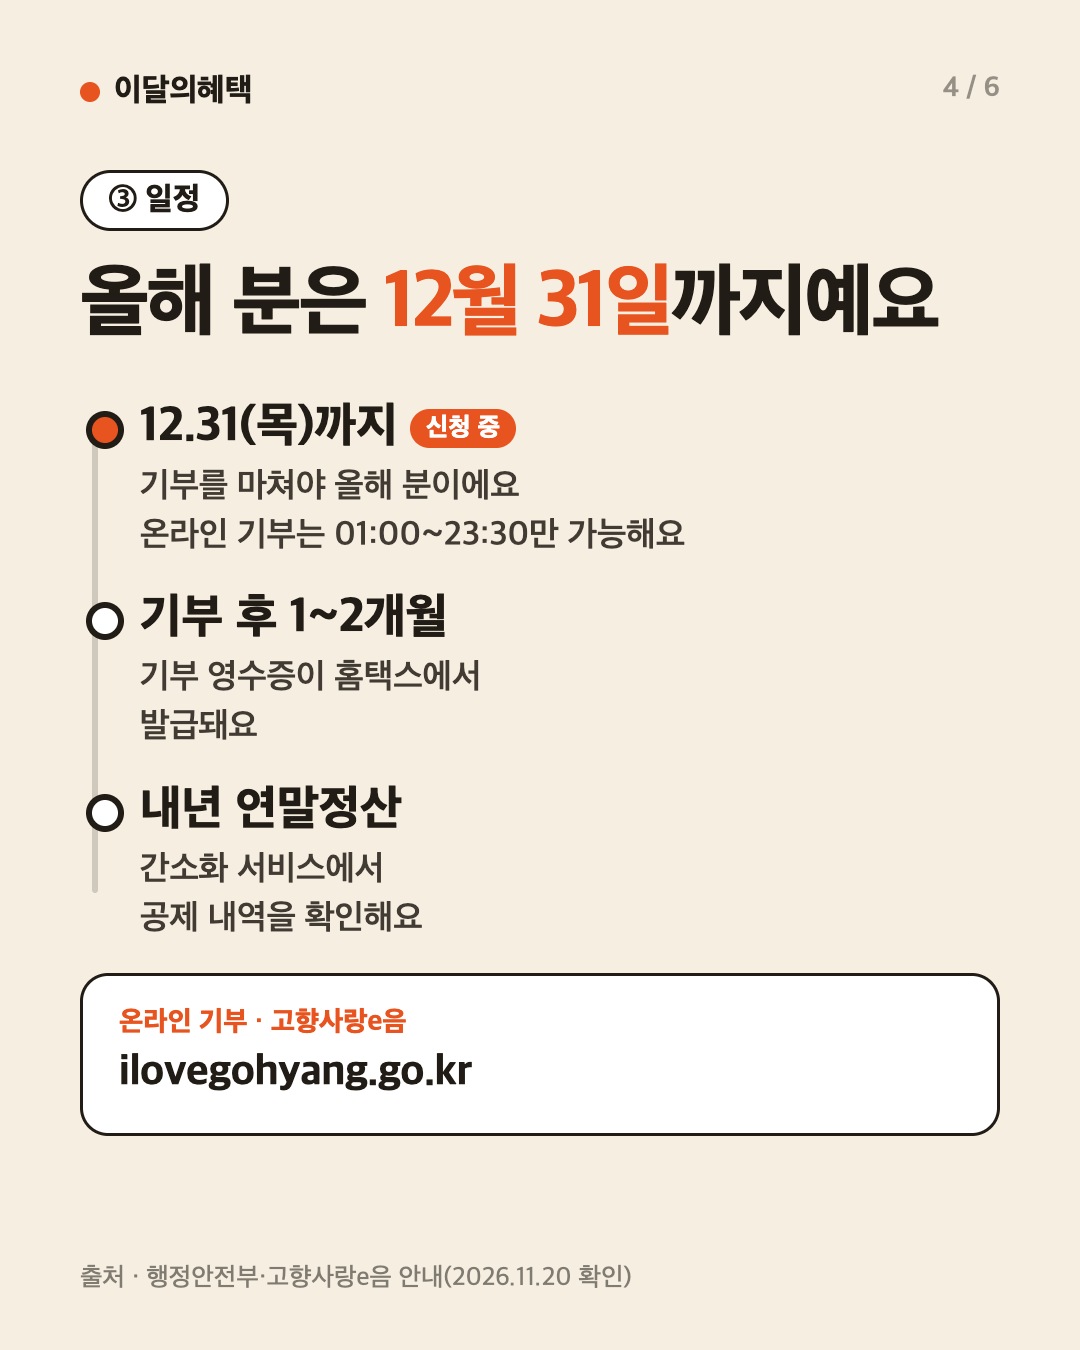 이달의혜택
4 / 6
③ 일정
올해 분은 12월 31일까지예요
12.31(목)까지 신청 중
기부를 마쳐야 올해 분이에요
온라인 기부는 01:00~23:30만 가능해요
기부 후 1~2개월
기부 영수증이 홈택스에서
발급돼요
내년 연말정산
간소화 서비스에서
공제 내역을 확인해요
온라인 기부 · 고향사랑e음
ilovegohyang.go.kr
출처 · 행정안전부·고향사랑e음 안내(2026.11.20 확인)